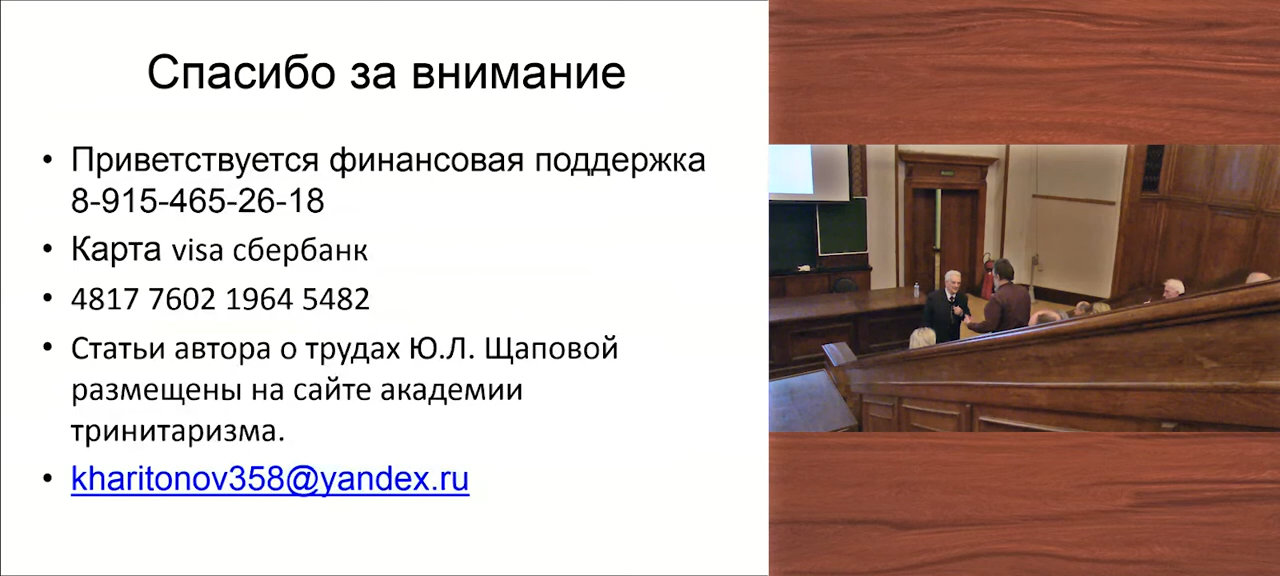 Спасибо за внимание
• Приветствуется финансовая поддержка
8-915-465-26-18
• Карта visa сбербанк
• 4817 7602 1964 5482
• Статьи автора о трудах Ю.Л. Щаповой
размещены на сайте академии
тринитаризма.
• kharitonov358@yandex.ru